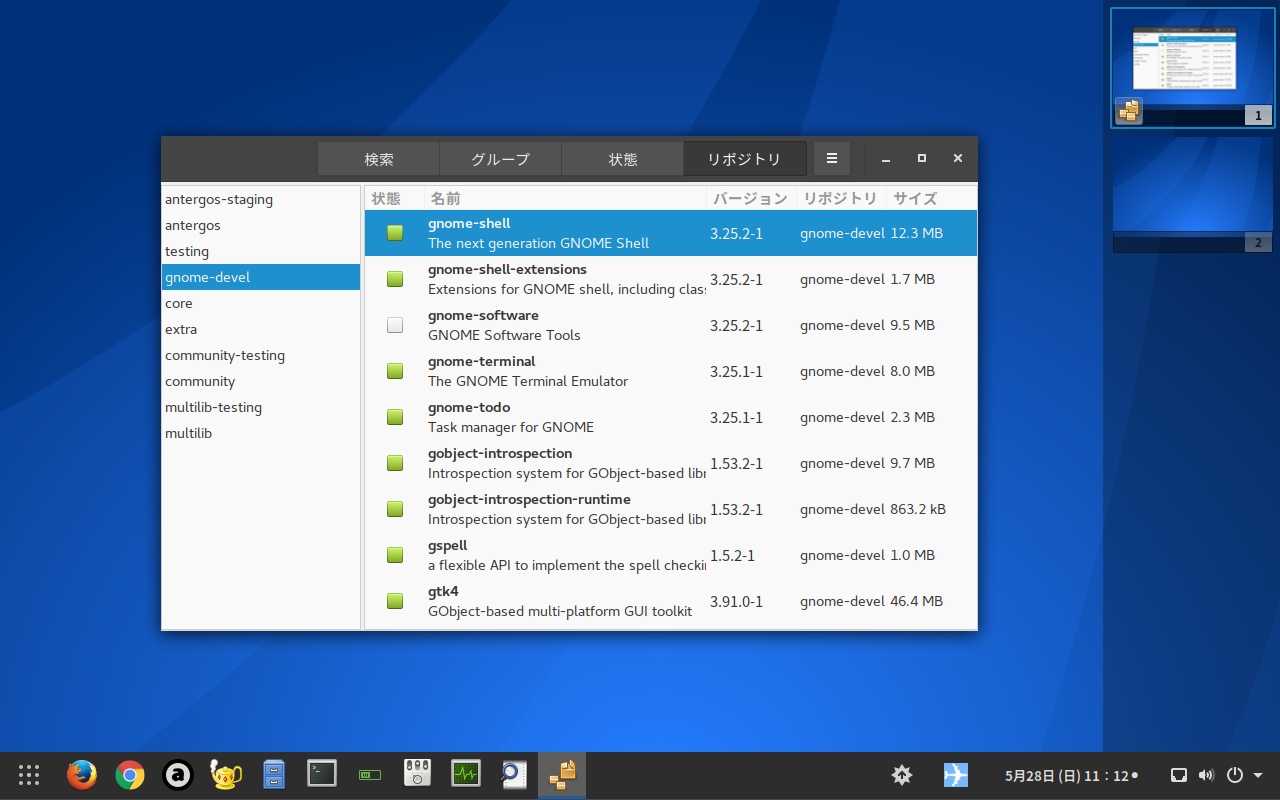 検索 グループ 状態 リポジトリ
antergos-staging
antergos
testing
gnome-devel
core
extra
community-testing
community
multilib-testing
multilib
状態 名前 バージョン リポジトリ サイズ
gnome-shell
The next generation GNOME Shell 3.25.2-1 gnome-devel 12.3 MB
gnome-shell-extensions
Extensions for GNOME shell, including clas 3.25.2-1 gnome-devel 1.7 MB
gnome-software
GNOME Software Tools 3.25.2-1 gnome-devel 9.5 MB
gnome-terminal
The GNOME Terminal Emulator 3.25.1-1 gnome-devel 8.0 MB
gnome-todo
Task manager for GNOME 3.25.1-1 gnome-devel 2.3 MB
gobject-introspection
Introspection system for GObject-based libr 1.53.2-1 gnome-devel 9.7 MB
gobject-introspection-runtime
Introspection system for GObject-based libr 1.53.2-1 gnome-devel 863.2 kB
gspell
a flexible API to implement the spell checki 1.5.2-1 gnome-devel 1.0 MB
gtk4
GObject-based multi-platform GUI toolkit 3.91.0-1 gnome-devel 46.4 MB
1
2
5月28日 (日) 11：12